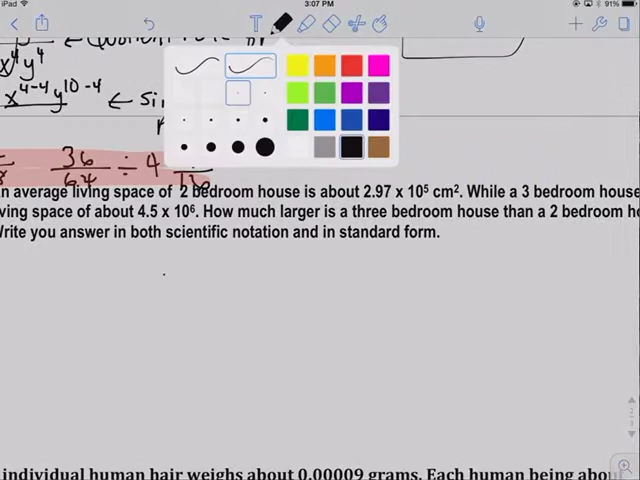 iPad 3:07 PM 91%
x⁴y⁴
x⁴⁻⁴y¹⁰⁻⁴ ←
36/64 ÷ 4
n average living space of 2 bedroom house is about 2.97 x 10⁵ cm². While a 3 bedroom house
ving space of about 4.5 x 10⁶. How much larger is a three bedroom house than a 2 bedroom
Write you answer in both scientific notation and in standard form.
individual human hair weighs about 0.00009 grams. Each human being